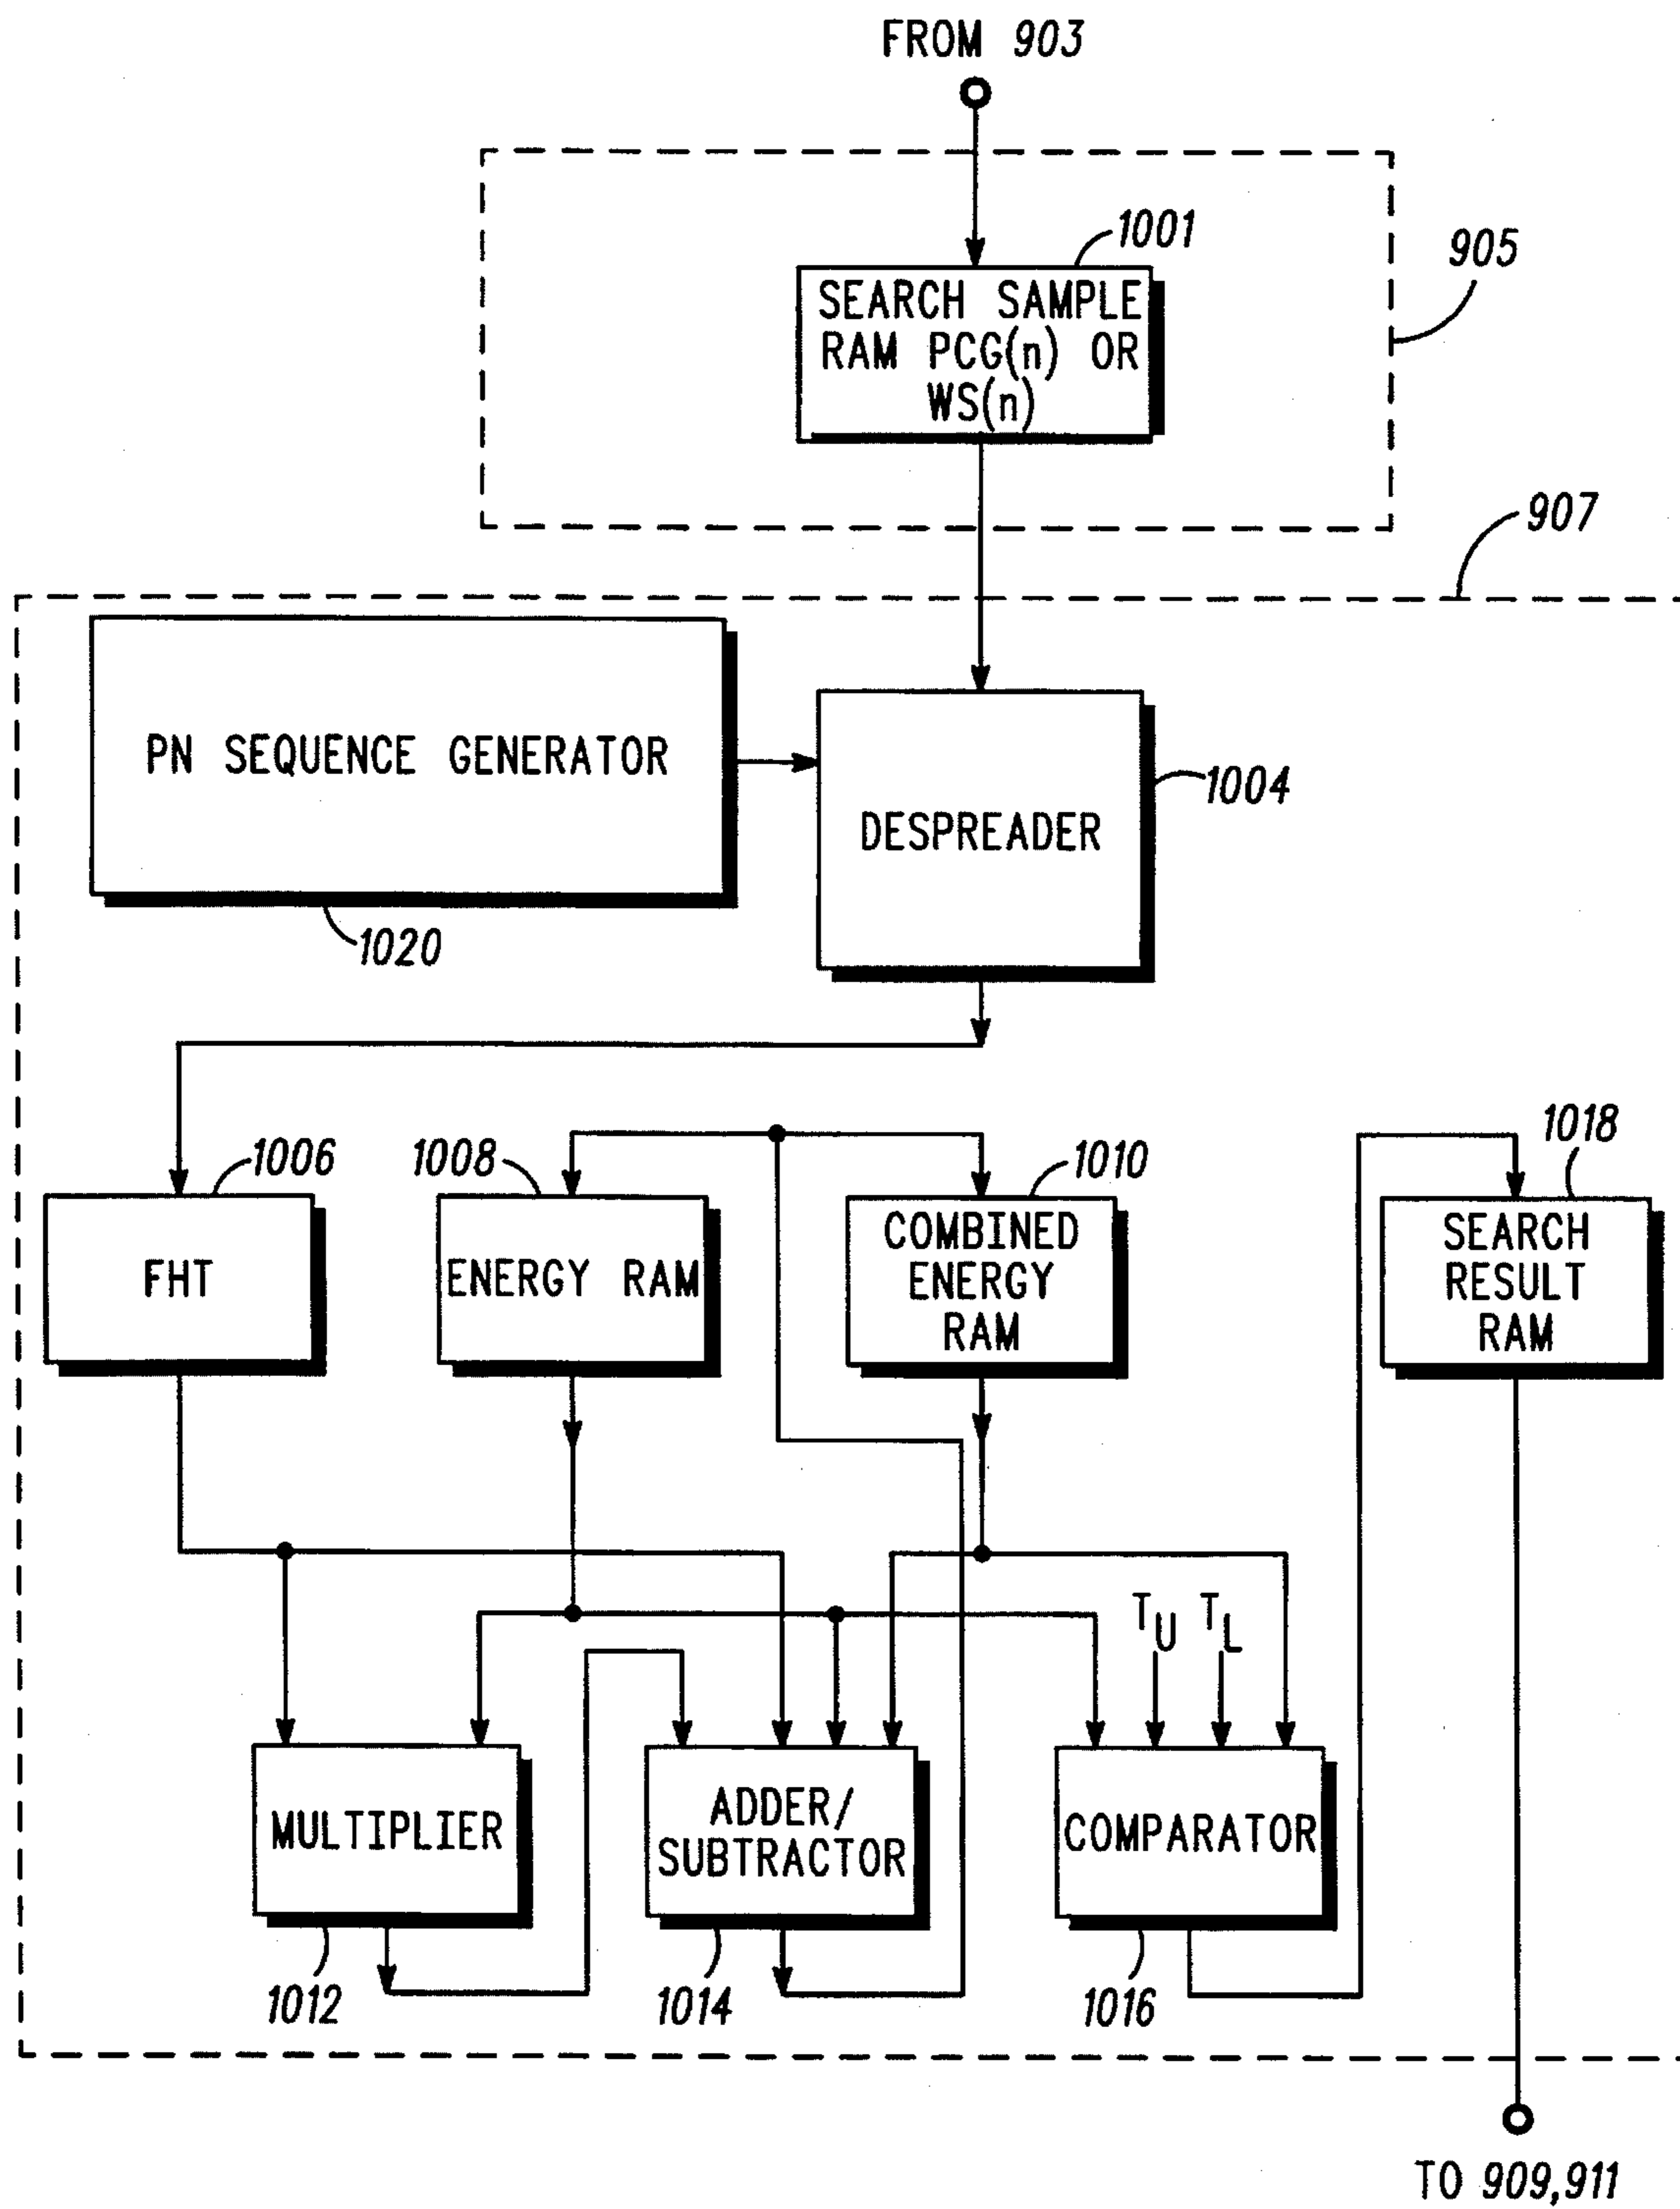 FROM 903
1001
SEARCH SAMPLE
RAM PCG(n) OR
WS(n)
905
907
PN SEQUENCE GENERATOR
1020
DESPREADER
1004
1006
FHT
1008
ENERGY RAM
1010
COMBINED
ENERGY
RAM
1018
SEARCH
RESULT
RAM
TU TL
MULTIPLIER
1012
ADDER/
SUBTRACTOR
1014
COMPARATOR
1016
TO 909,911